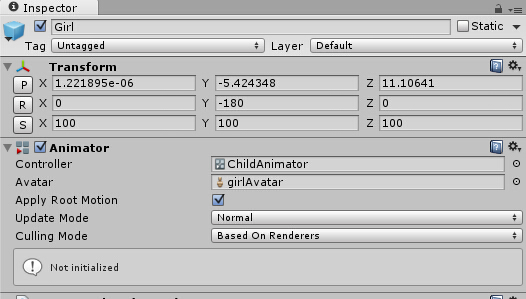 Inspector
Girl Static
Tag Untagged Layer Default
Transform
P X 1.221895e-06 Y -5.424348 Z 11.10641
R X 0 Y -180 Z 0
S X 100 Y 100 Z 100
Animator
Controller ChildAnimator
Avatar girlAvatar
Apply Root Motion
Update Mode Normal
Culling Mode Based On Renderers
Not initialized